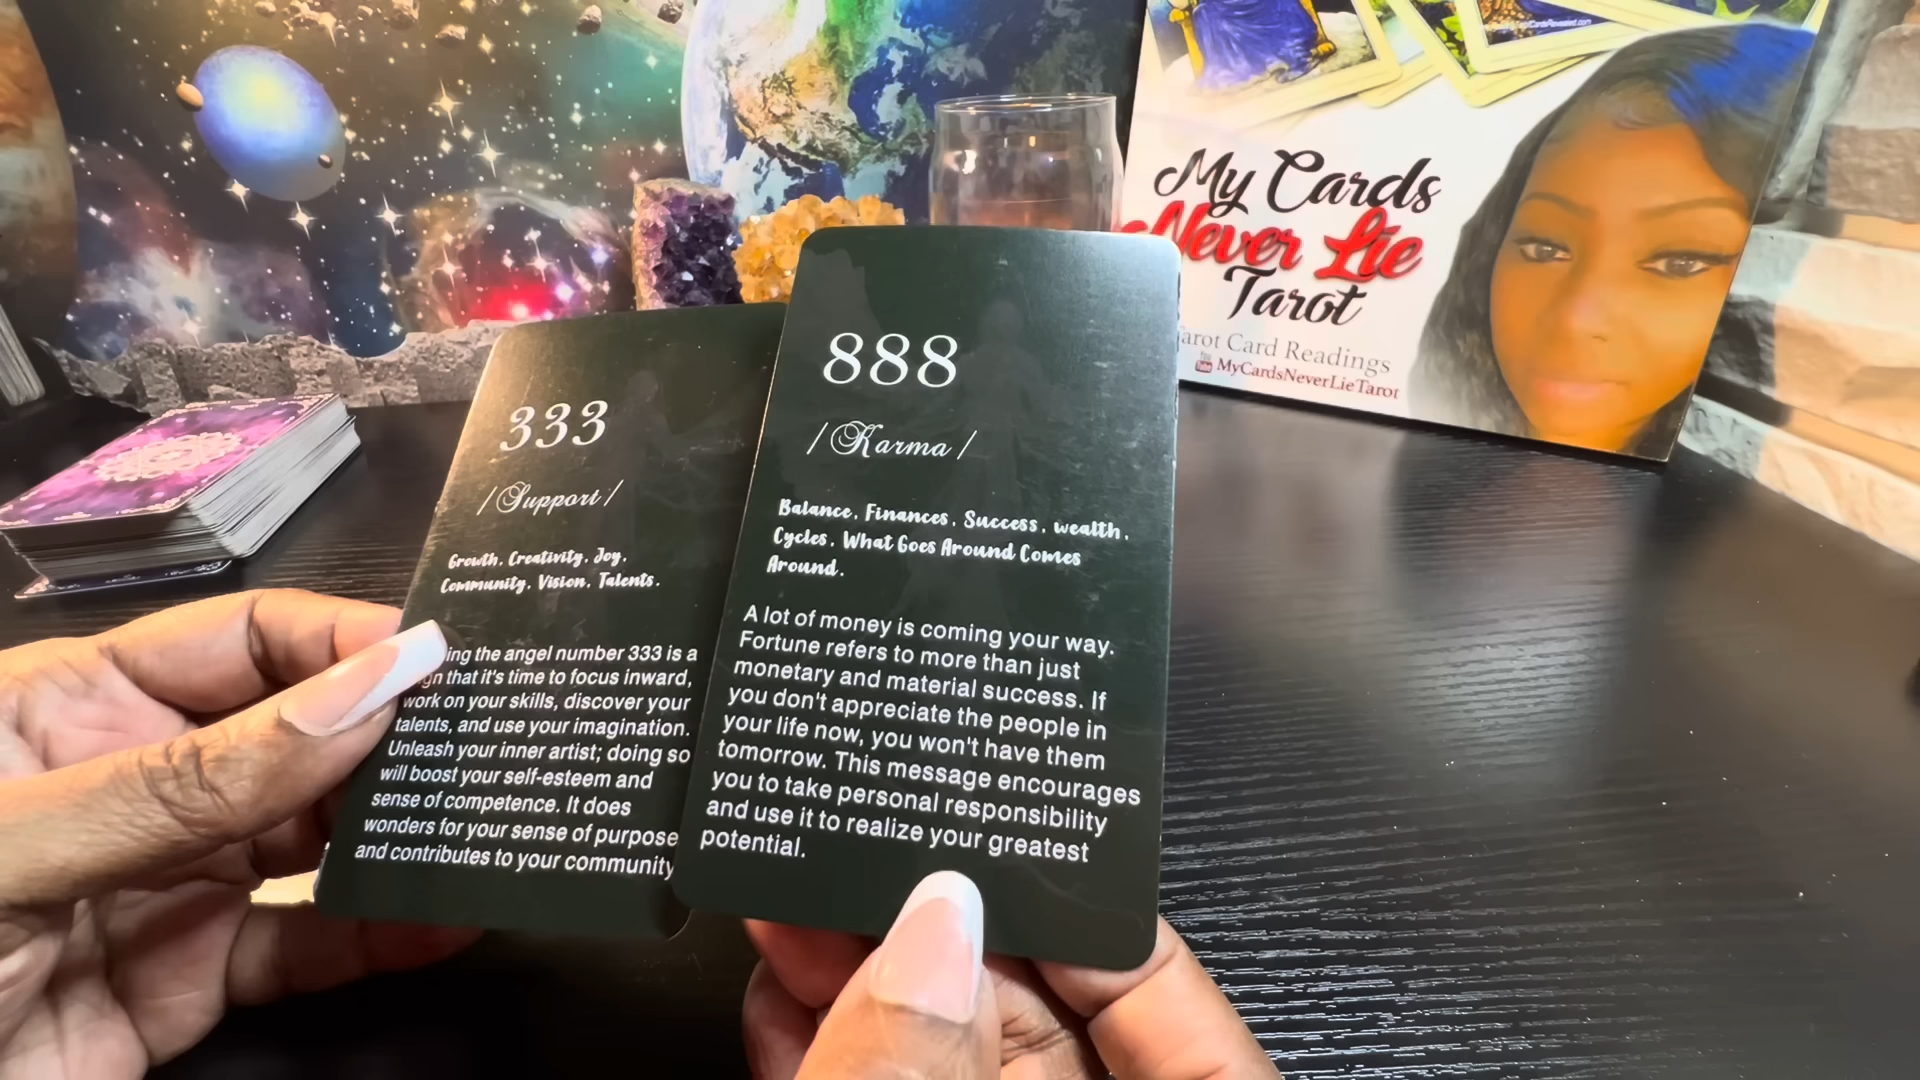 333
/Support/
Growth, Creativity, Joy,
Community, Vision, Talents.
the angel number 333 is a
that it's time to focus inward,
work on your skills, discover your
talents, and use your imagination.
Unleash your inner artist; doing so
will boost your self-esteem and
sense of competence. It does
wonders for your sense of purpose
and contributes to your community
888
/Karma/
Balance, Finances, Success, wealth,
Cycles, What Goes Around Comes
Around.
A lot of money is coming your way.
Fortune refers to more than just
monetary and material success. If
you don't appreciate the people in
your life now, you won't have them
tomorrow. This message encourages
you to take personal responsibility
and use it to realize your greatest
potential.
My Cards
Never Lie
Tarot
Tarot Card Readings
MyCardsNeverLieTarot